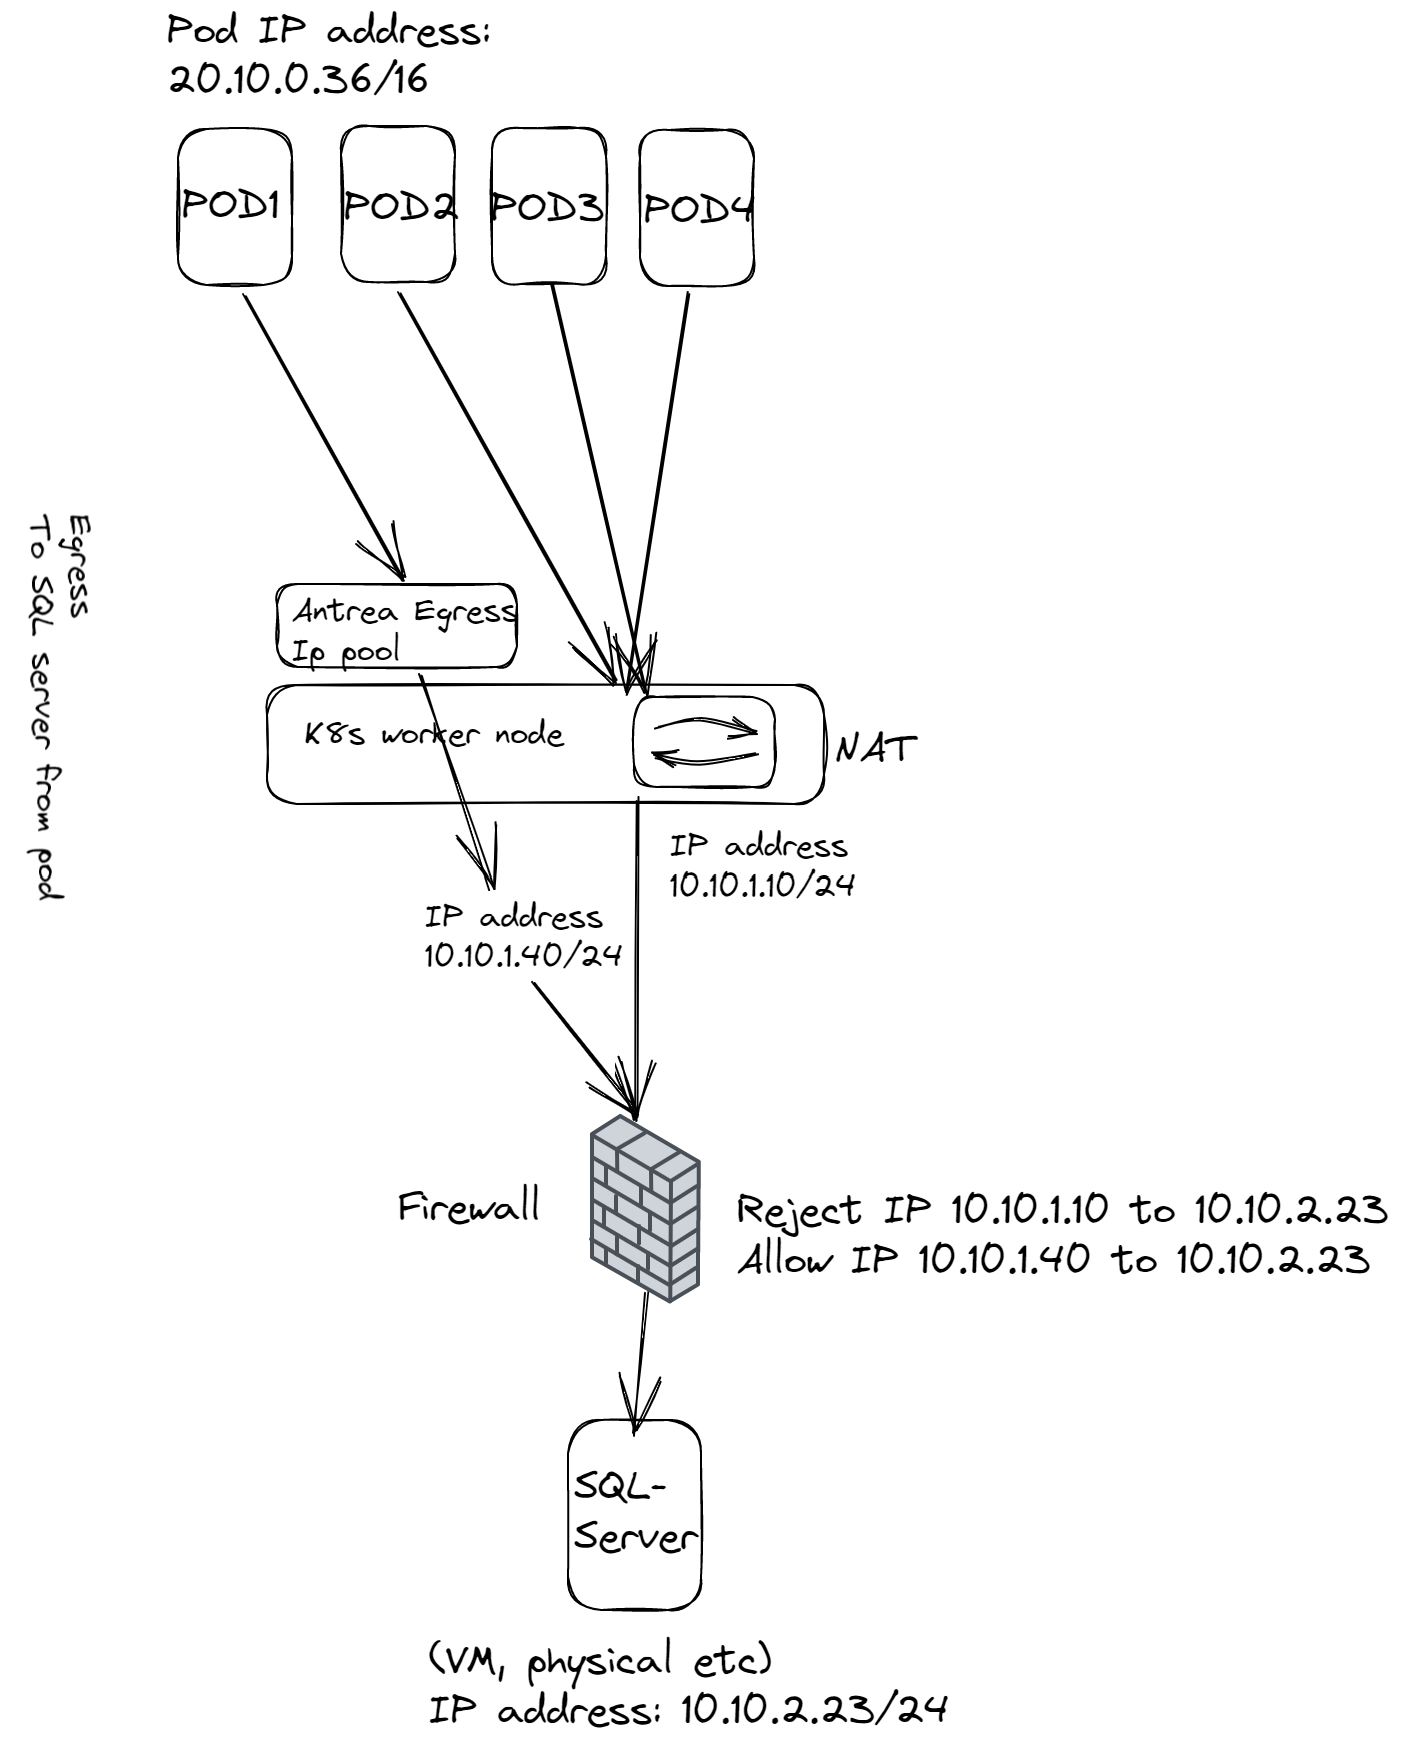 Pod IP address:
20.10.0.36/16
POD1
POD2
POD3
POD4
Egress
To SQL server from pod
Antrea Egress
Ip pool
K8s worker node
NAT
IP address
10.10.1.10/24
IP address
10.10.1.40/24
Firewall
Reject IP 10.10.1.10 to 10.10.2.23
Allow IP 10.10.1.40 to 10.10.2.23
SQL-
Server
(VM, physical etc)
IP address: 10.10.2.23/24